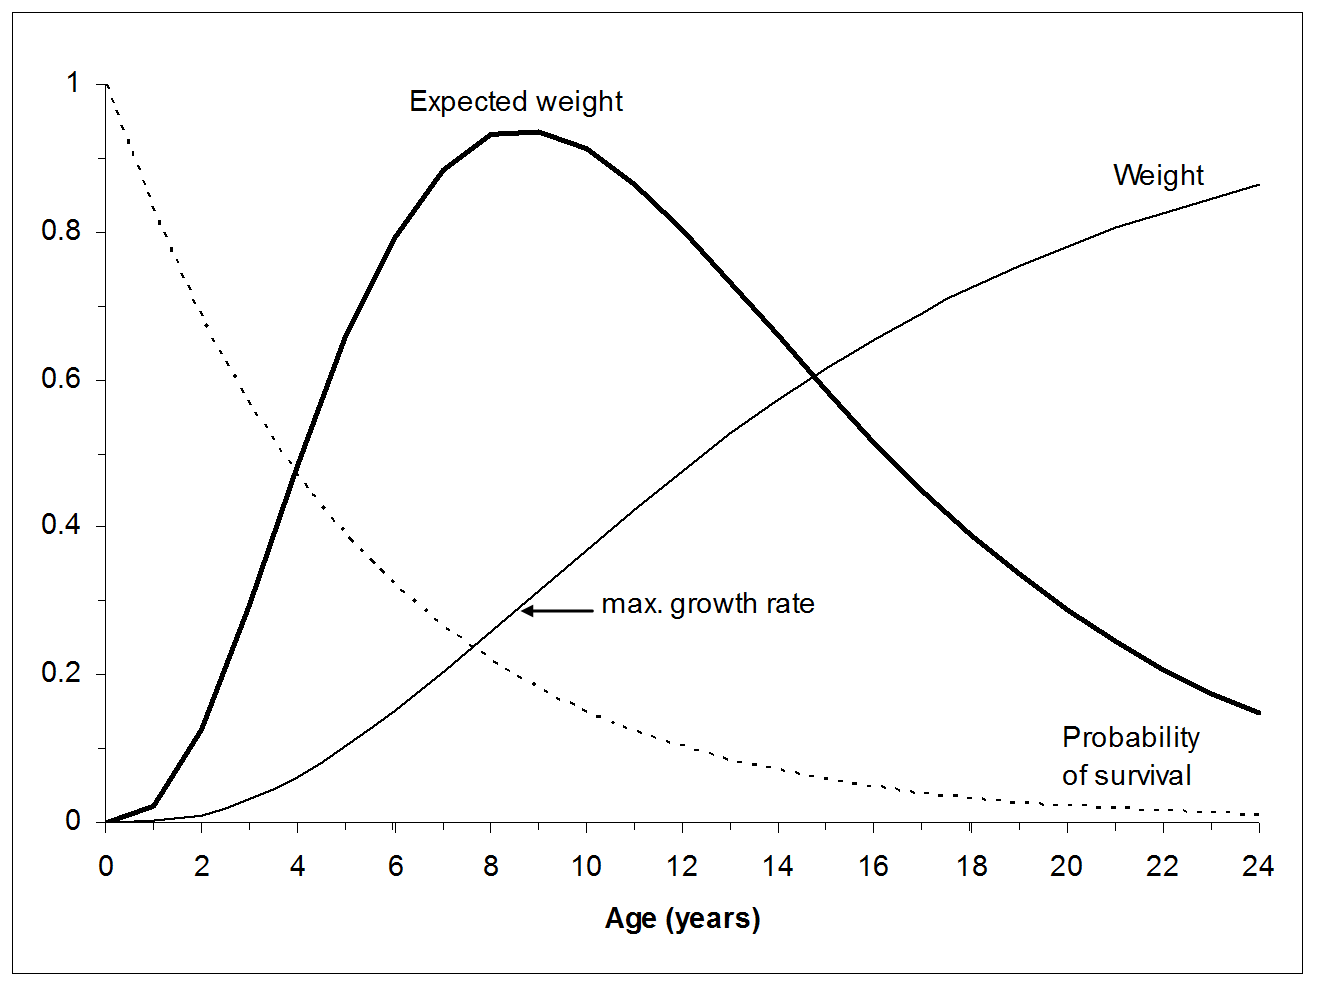 Expected weight
Weight
max. growth rate
Probability
of survival
1
0.8
0.6
0.4
0.2
0
0 2 4 6 8 10 12 14 16 18 20 22 24
Age (years)